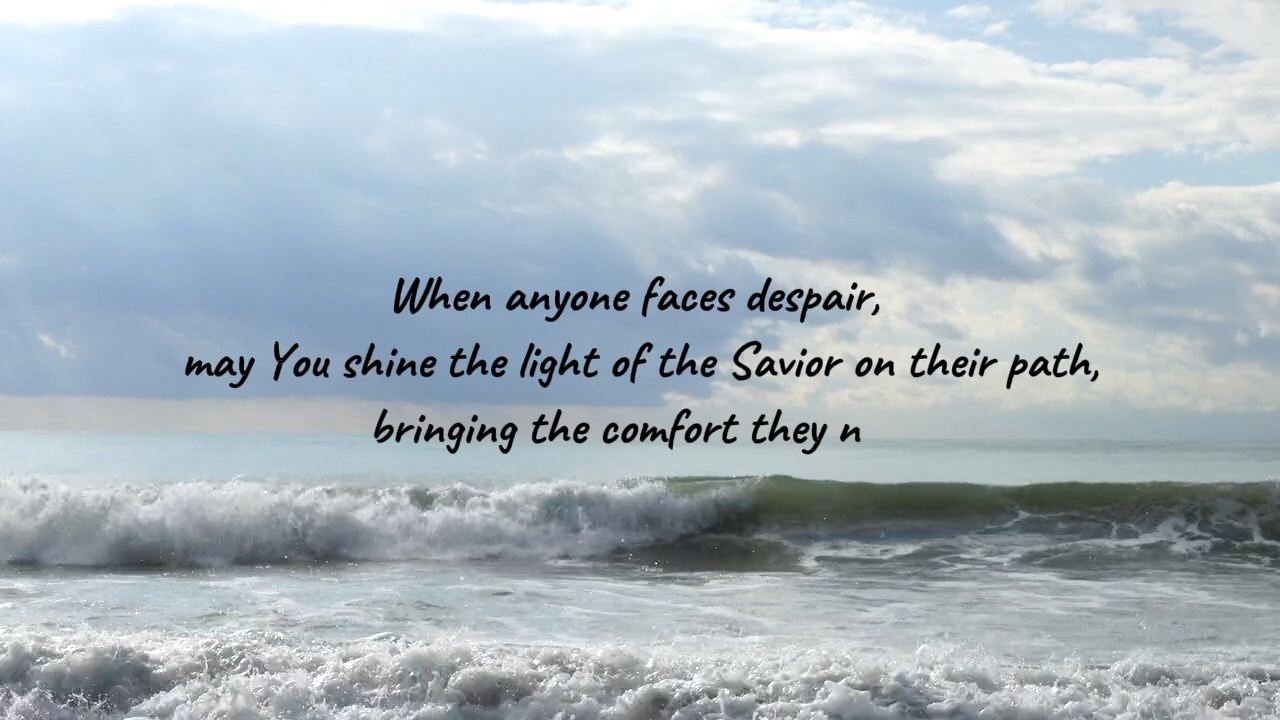 When anyone faces despair,
may You shine the light of the Savior on their path,
bringing the comfort they n